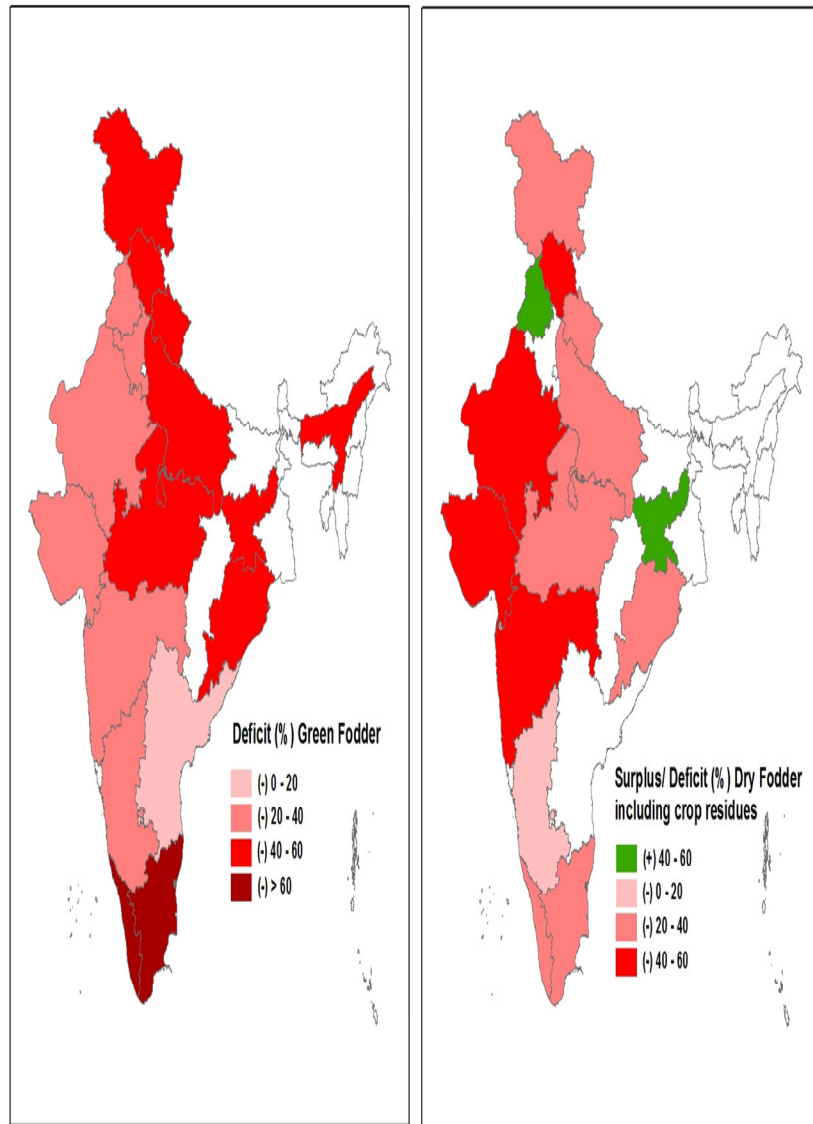 Deficit (%) Green Fodder
(-) 0 - 20
(-) 20 - 40
(-) 40 - 60
(-) > 60
Surplus/ Deficit (%) Dry Fodder
including crop residues
(+) 40 - 60
(-) 0 - 20
(-) 20 - 40
(-) 40 - 60